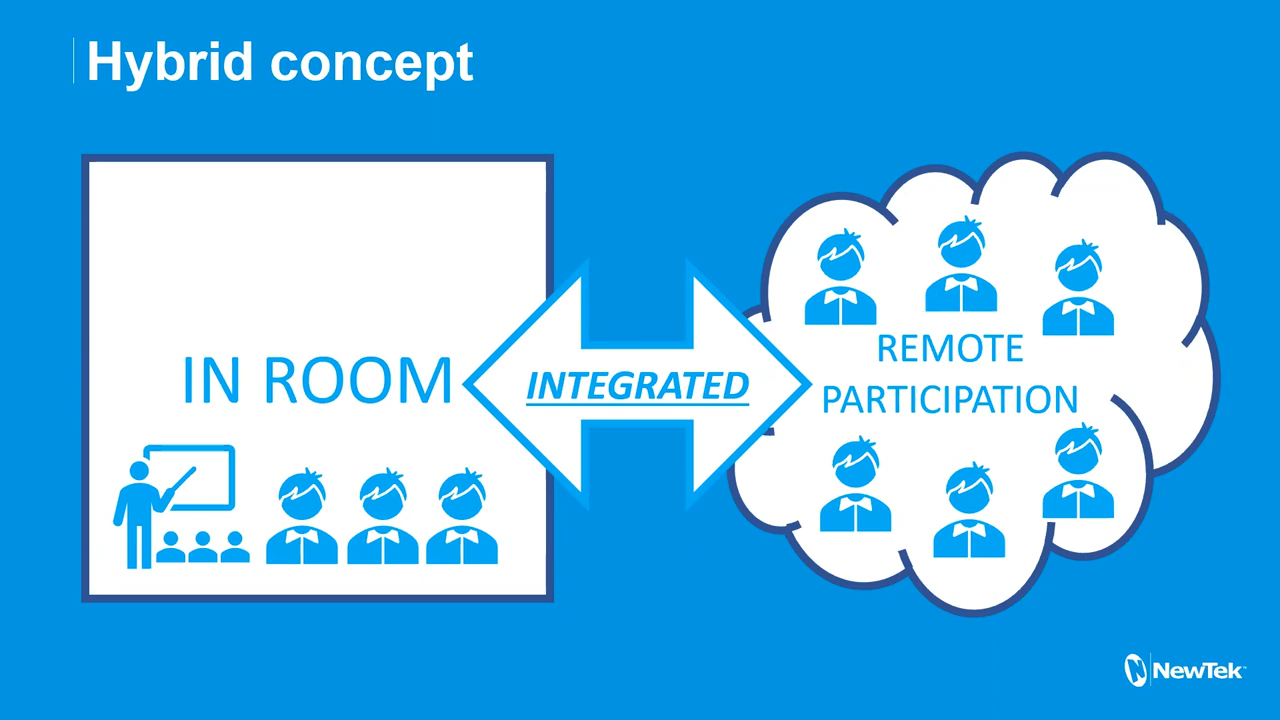 Hybrid concept
IN ROOM
INTEGRATED
REMOTE
PARTICIPATION
NewTek